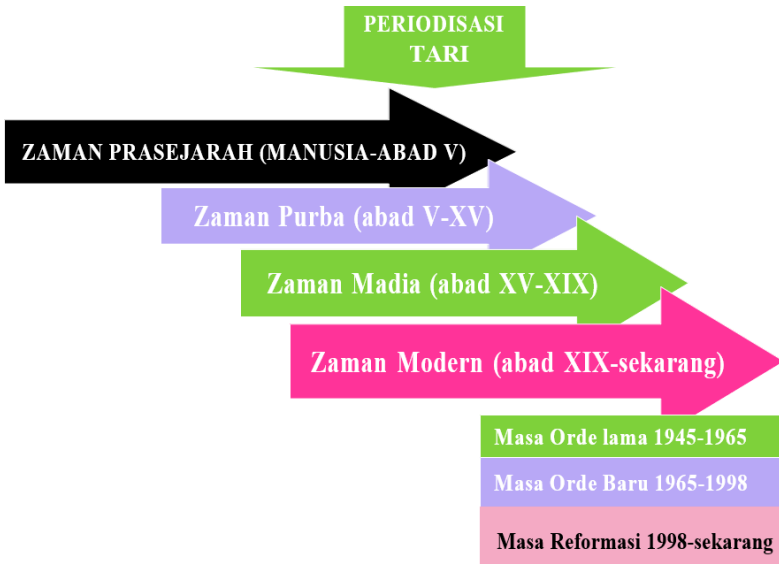 PERIODISASI
TARI
ZAMAN PRASEJARAH (MANUSIA-ABAD V)
Zaman Purba (abad V-XV)
Zaman Madia (abad XV-XIX)
Zaman Modern (abad XIX-sekarang)
Masa Orde lama 1945-1965
Masa Orde Baru 1965-1998
Masa Reformasi 1998-sekarang